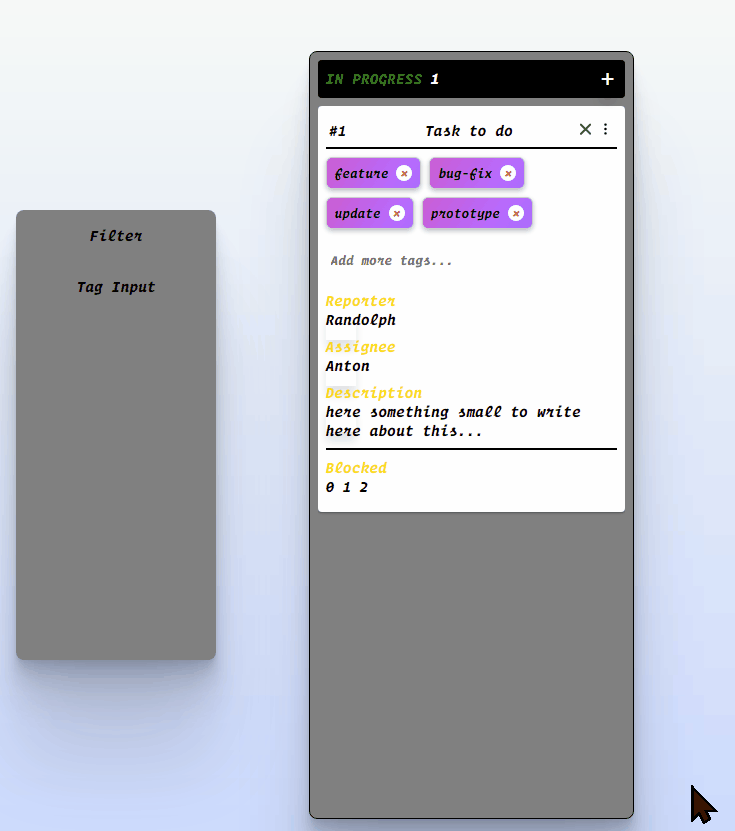 Filter
Tag Input
IN PROGRESS 1 +
#1 Task to do
feature × bug-fix ×
update × prototype ×
Add more tags...
Reporter
Randolph
Assignee
Anton
Description
here something small to write
here about this...
Blocked
0 1 2